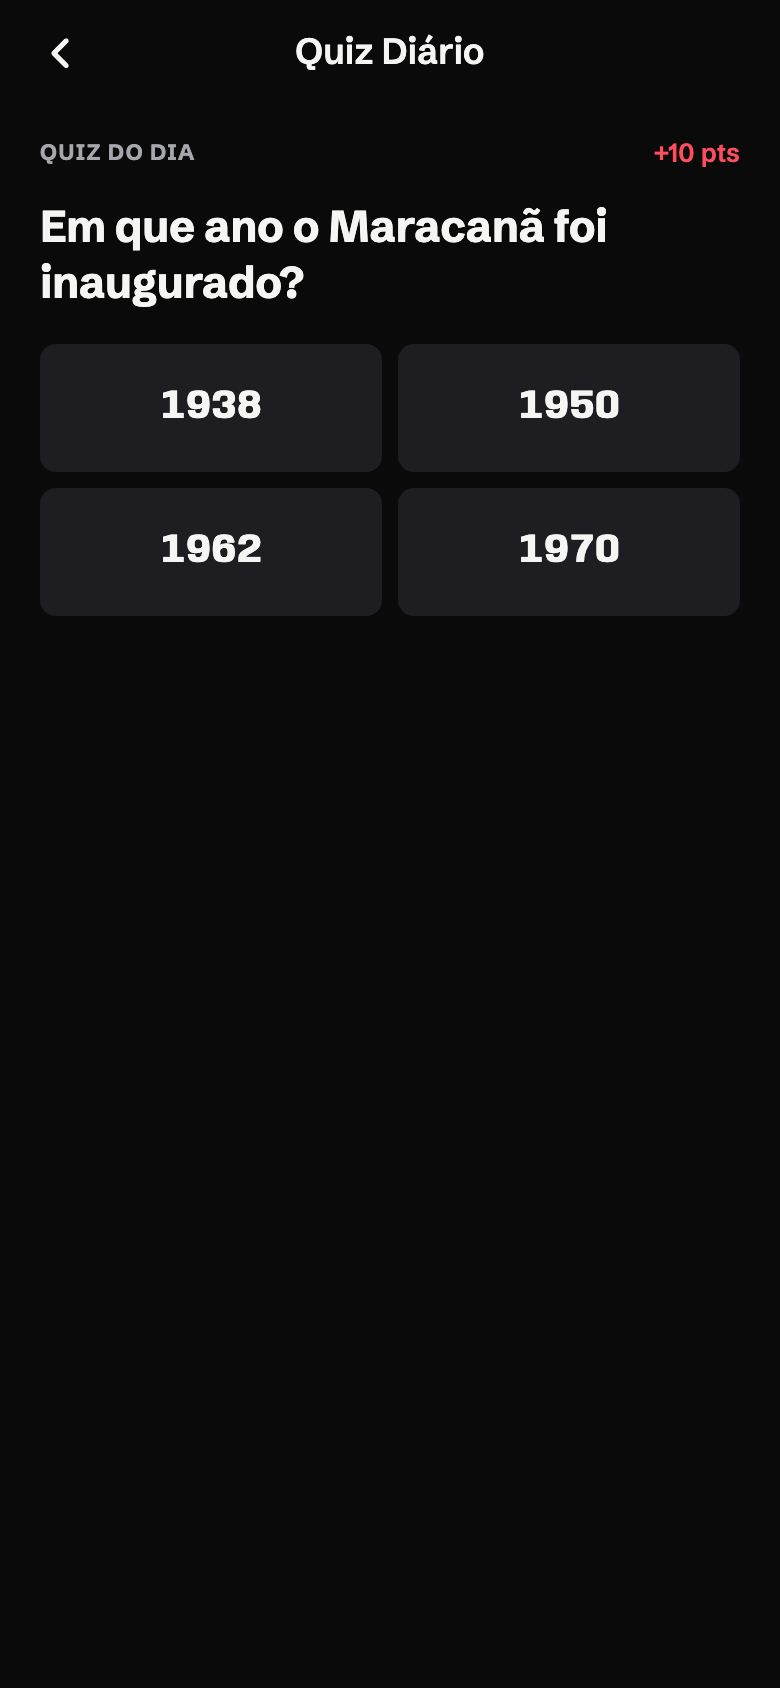 Quiz Diário
QUIZ DO DIA
+10 pts
Em que ano o Maracanã foi
inaugurado?
1938
1950
1962
1970